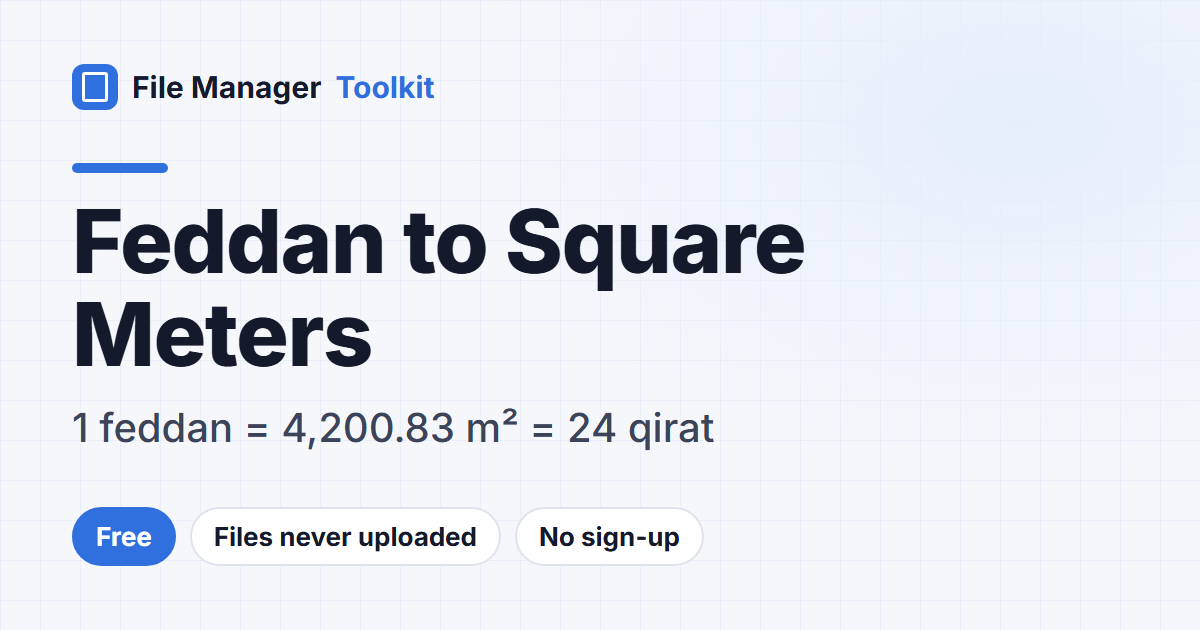 File Manager Toolkit
Feddan to Square
Meters
1 feddan = 4,200.83 m² = 24 qirat
Free Files never uploaded No sign-up